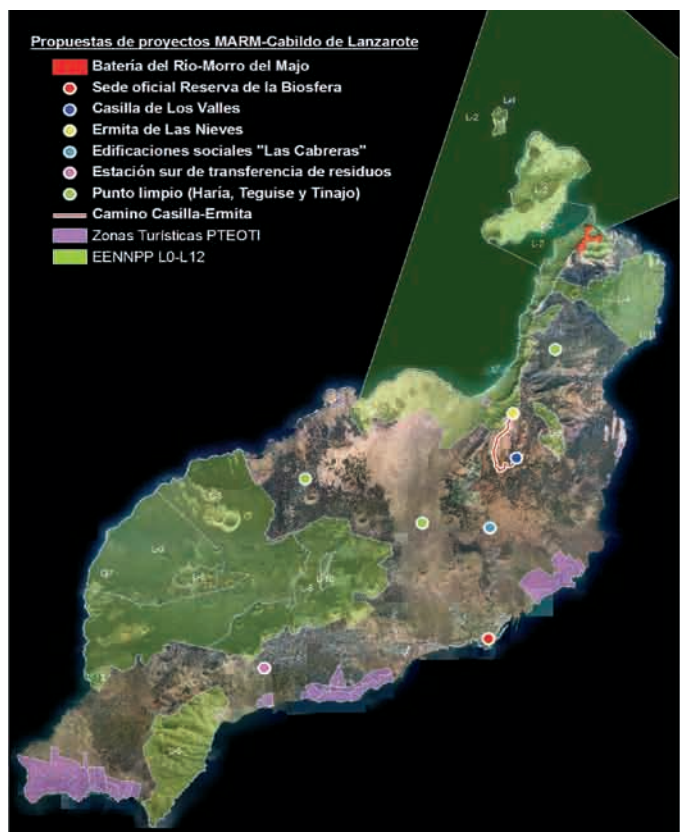 Propuestas de proyectos MARM-Cabildo de Lanzarote
Batería del Río-Morro del Majo
Sede oficial Reserva de la Biosfera
Casilla de Los Valles
Ermita de Las Nieves
Edificaciones sociales "Las Cabreras"
Estación sur de transferencia de residuos
Punto limpio (Haría, Teguise y Tinajo)
Camino Casilla-Ermita
Zonas Turísticas PTEOTI
EENNPP L0-L12
L-2